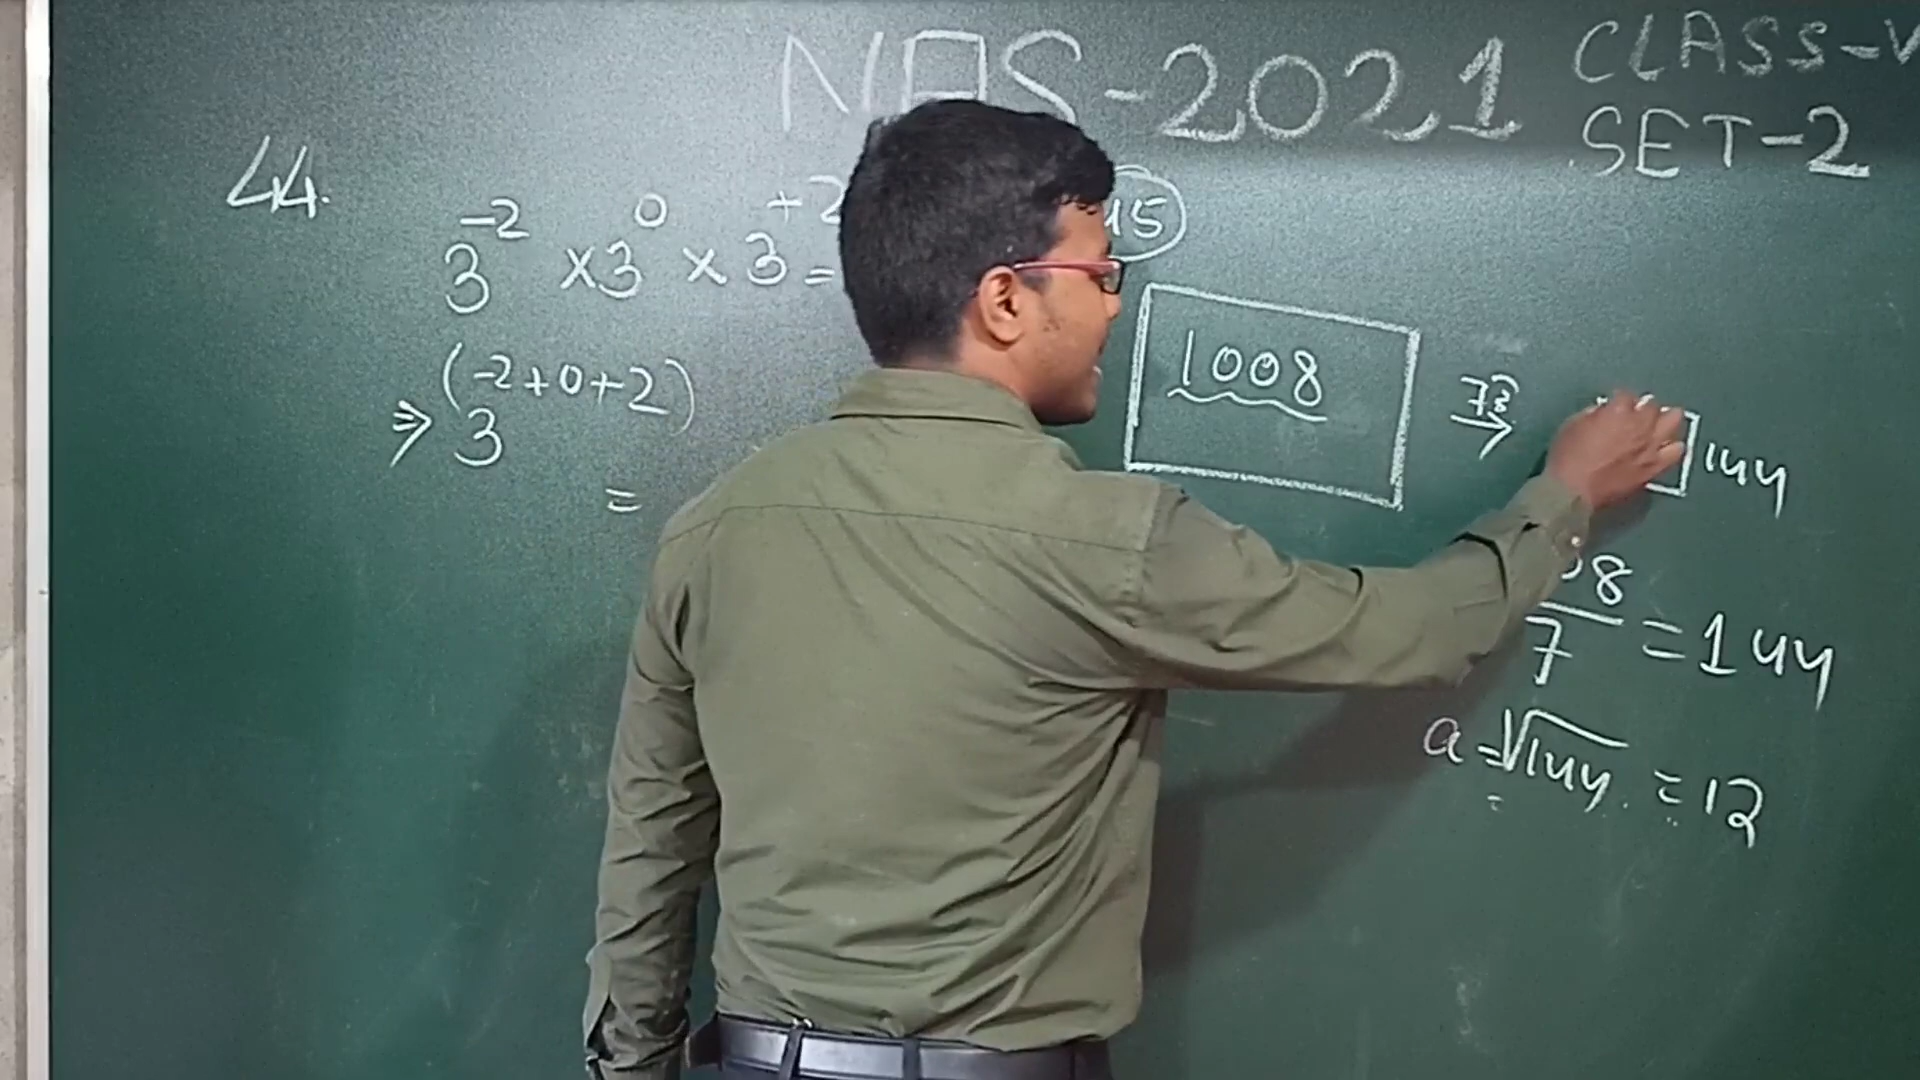 NAS-2021
CLASS-V
SET-2
44.
3^-2 × 3^0 × 3^+2 =
⇒ 3^(-2+0+2)
=
45
1008
7
→
144
08
7
= 144
a = √144 = 12